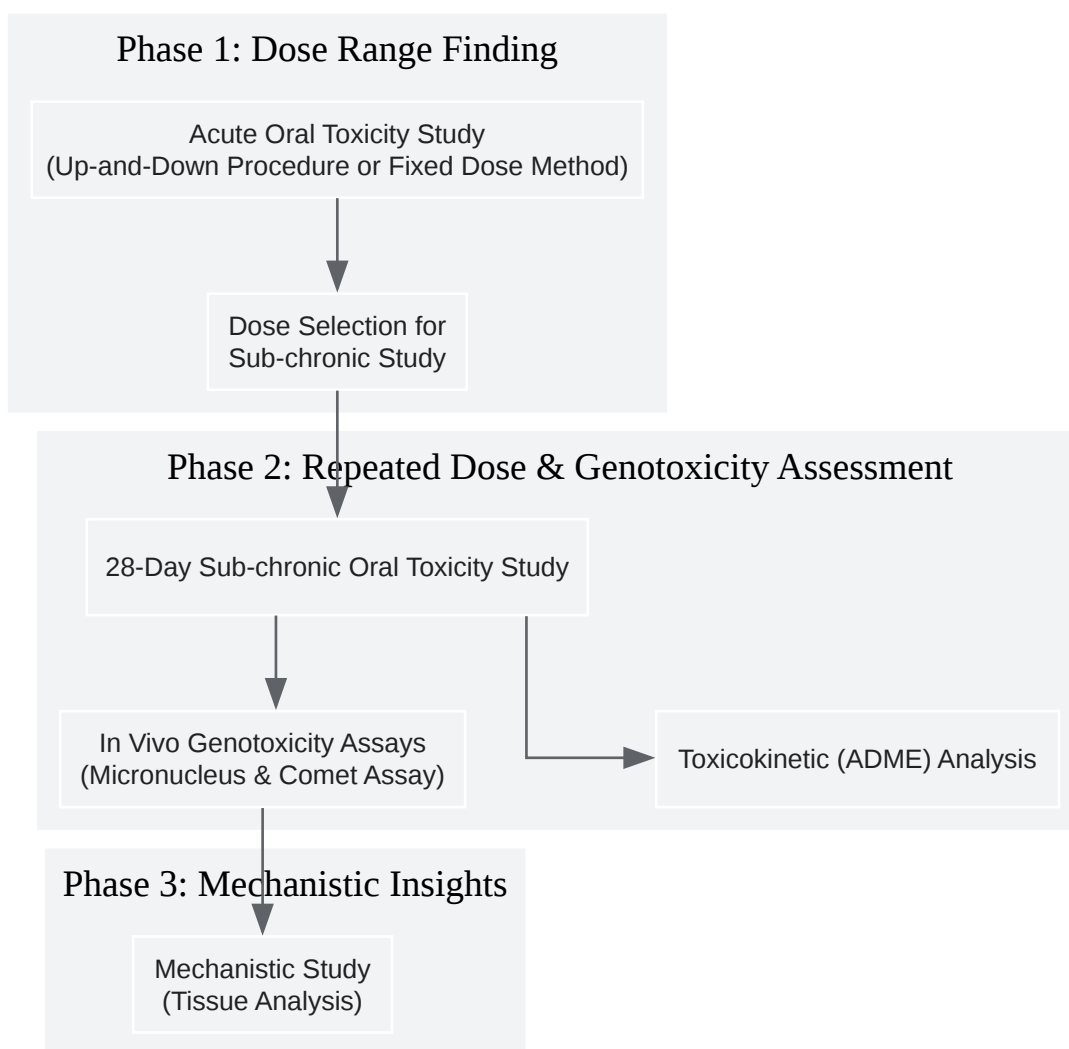 Phase 1: Dose Range Finding
Acute Oral Toxicity Study
(Up-and-Down Procedure or Fixed Dose Method)
Dose Selection for
Sub-chronic Study
Phase 2: Repeated Dose & Genotoxicity Assessment
28-Day Sub-chronic Oral Toxicity Study
In Vivo Genotoxicity Assays
(Micronucleus & Comet Assay)
Toxicokinetic (ADME) Analysis
Phase 3: Mechanistic Insights
Mechanistic Study
(Tissue Analysis)